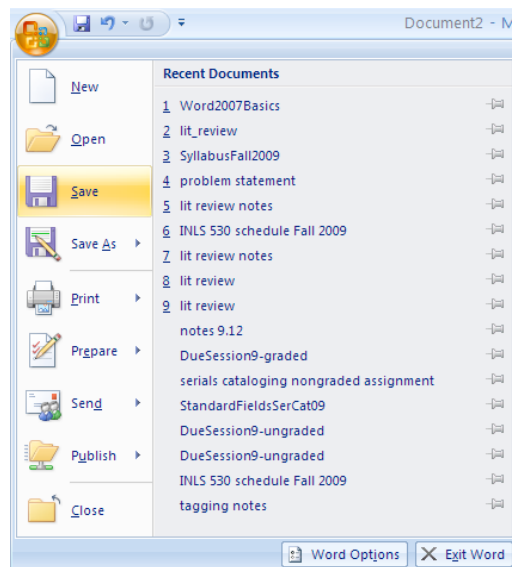 Document2 - M
New
Open
Save
Save As
Print
Prepare
Send
Publish
Close
Recent Documents
1 Word2007Basics
2 lit_review
3 SyllabusFall2009
4 problem statement
5 lit review notes
6 INLS 530 schedule Fall 2009
7 lit review notes
8 lit review
9 lit review
notes 9.12
DueSession9-graded
serials cataloging nongraded assignment
StandardFieldsSerCat09
DueSession9-ungraded
DueSession9-ungraded
INLS 530 schedule Fall 2009
tagging notes
Word Options
Exit Word